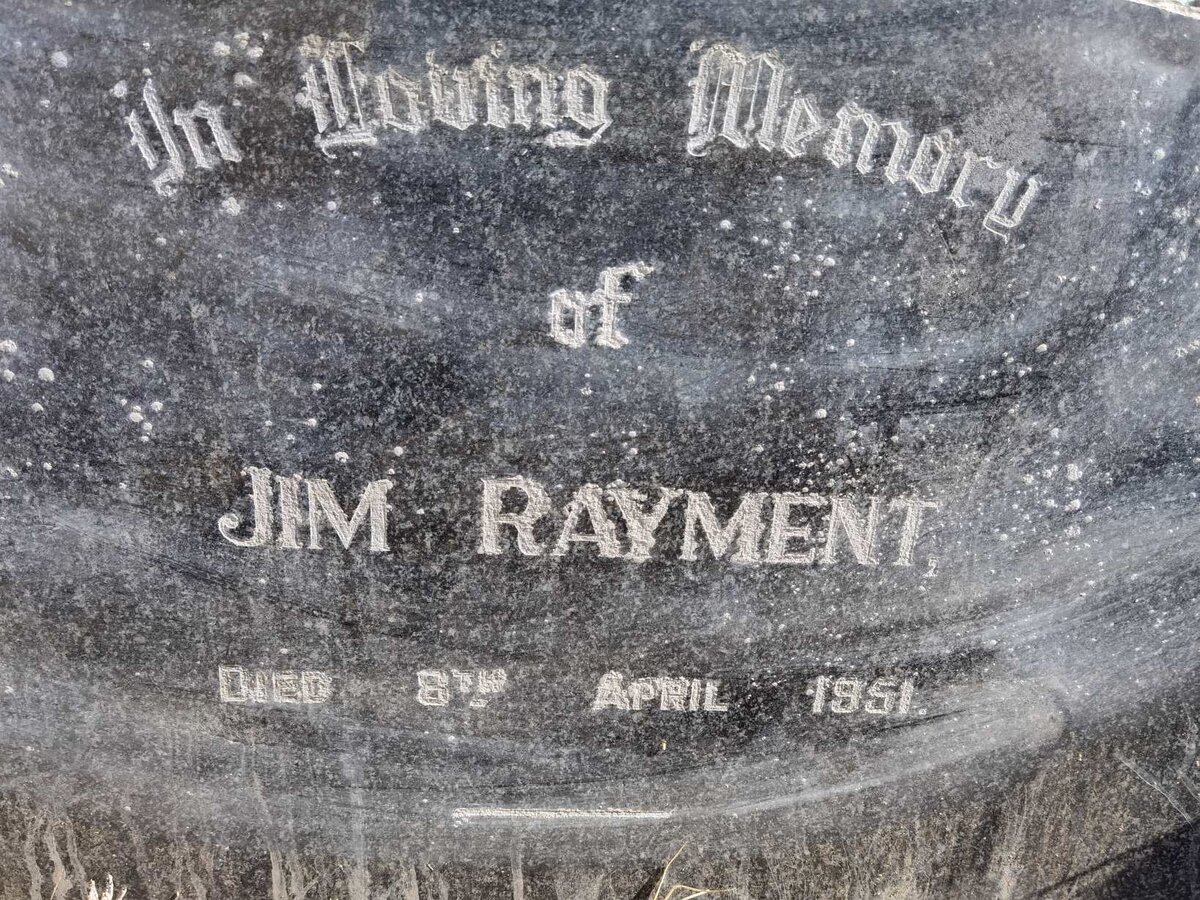 In Loving Memory
of
JIM RAYMENT,
DIED 8TH APRIL 1951.